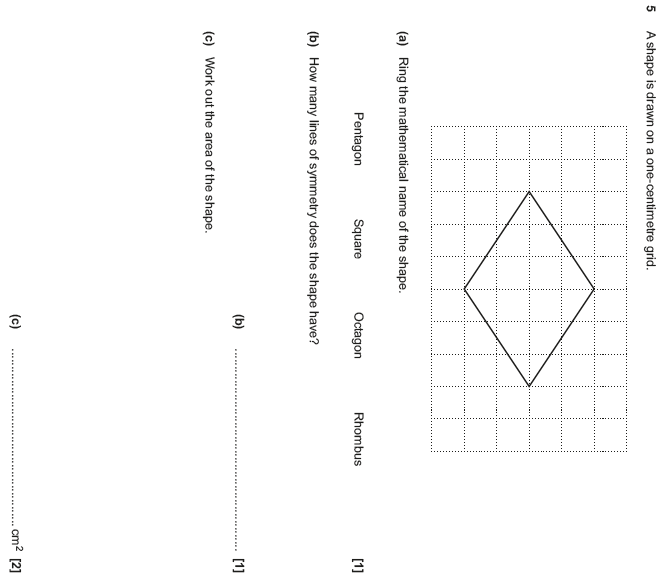 5 A shape is drawn on a one-centimetre grid.
(a) Ring the mathematical name of the shape.
Pentagon Square Octagon Rhombus [1]
(b) How many lines of symmetry does the shape have?
(b) ................................................ [1]
(c) Work out the area of the shape.
(c) .......................................... cm² [2]